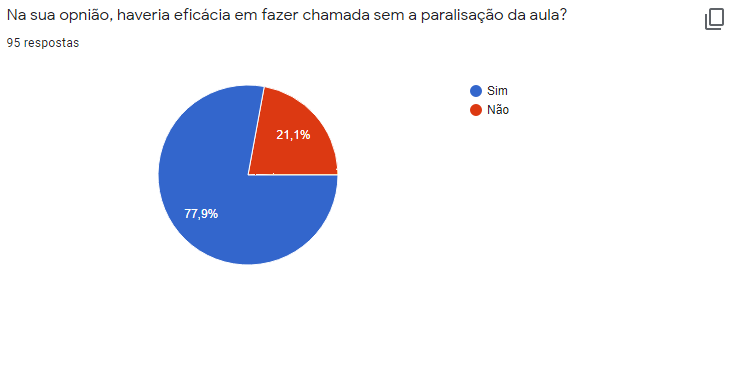 Na sua opnião, haveria eficácia em fazer chamada sem a paralisação da aula?
95 respostas
Sim
Não
21,1%
77,9%